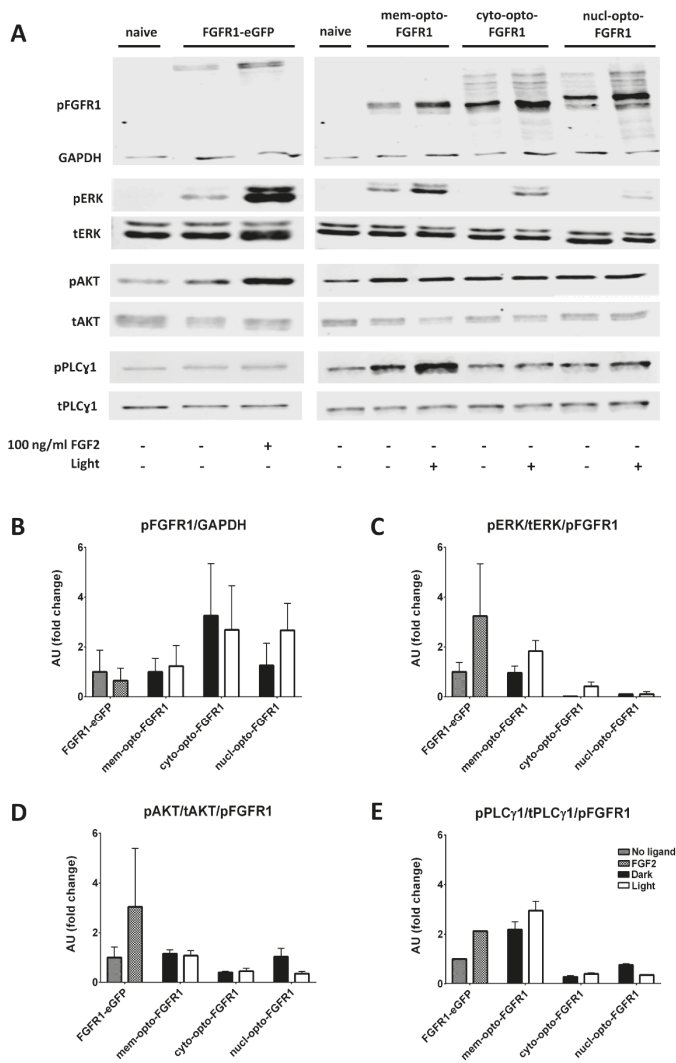 A
naive FGFR1-eGFP naive mem-opto-FGFR1 cyto-opto-FGFR1 nucl-opto-FGFR1
pFGFR1
GAPDH
pERK
tERK
pAKT
tAKT
pPLCɣ1
tPLCɣ1
100 ng/ml FGF2 - - + - - - - - - -
Light - - - - - + - + - +
B
pFGFR1/GAPDH
AU (fold change)
6
4
2
0
FGFR1-eGFP
mem-opto-FGFR1
cyto-opto-FGFR1
nucl-opto-FGFR1
C
pERK/tERK/pFGFR1
AU (fold change)
6
4
2
0
FGFR1-eGFP
mem-opto-FGFR1
cyto-opto-FGFR1
nucl-opto-FGFR1
D
pAKT/tAKT/pFGFR1
AU (fold change)
6
4
2
0
FGFR1-eGFP
mem-opto-FGFR1
cyto-opto-FGFR1
nucl-opto-FGFR1
E
pPLCγ1/tPLCγ1/pFGFR1
AU (fold change)
6
4
2
0
No ligand
FGF2
Dark
Light
FGFR1-eGFP
mem-opto-FGFR1
cyto-opto-FGFR1
nucl-opto-FGFR1